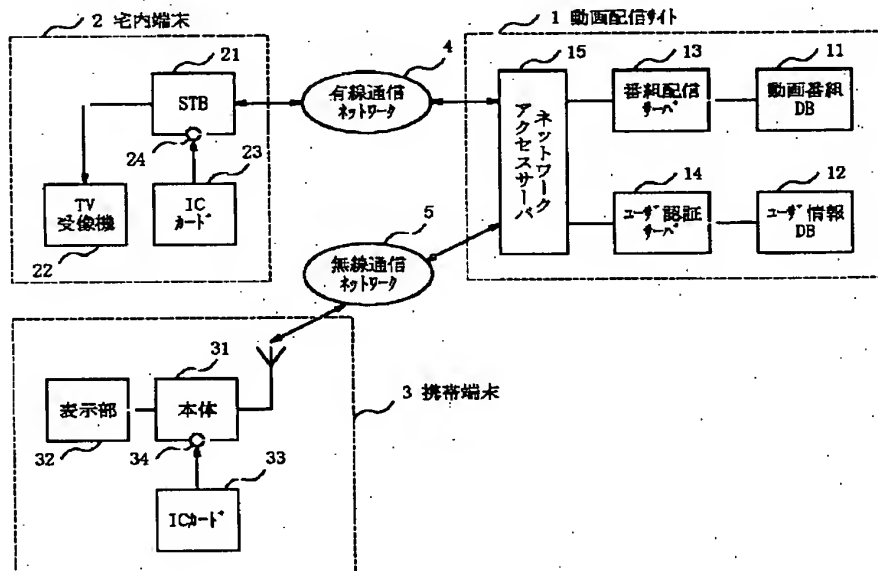 2 宅内端末
21
STB
24
23
TV
受像機
22
IC
カード
4
有線通信
ネットワーク
5
無線通信
ネットワーク
1 動画配信サイト
15
ネットワーク
アクセスサーバ
13
番組配信
サーバ
11
動画番組
DB
14
ユーザ認証
サーバ
12
ユーザ情報
DB
3 携帯端末
31
本体
表示部
32
34
33
ICカード